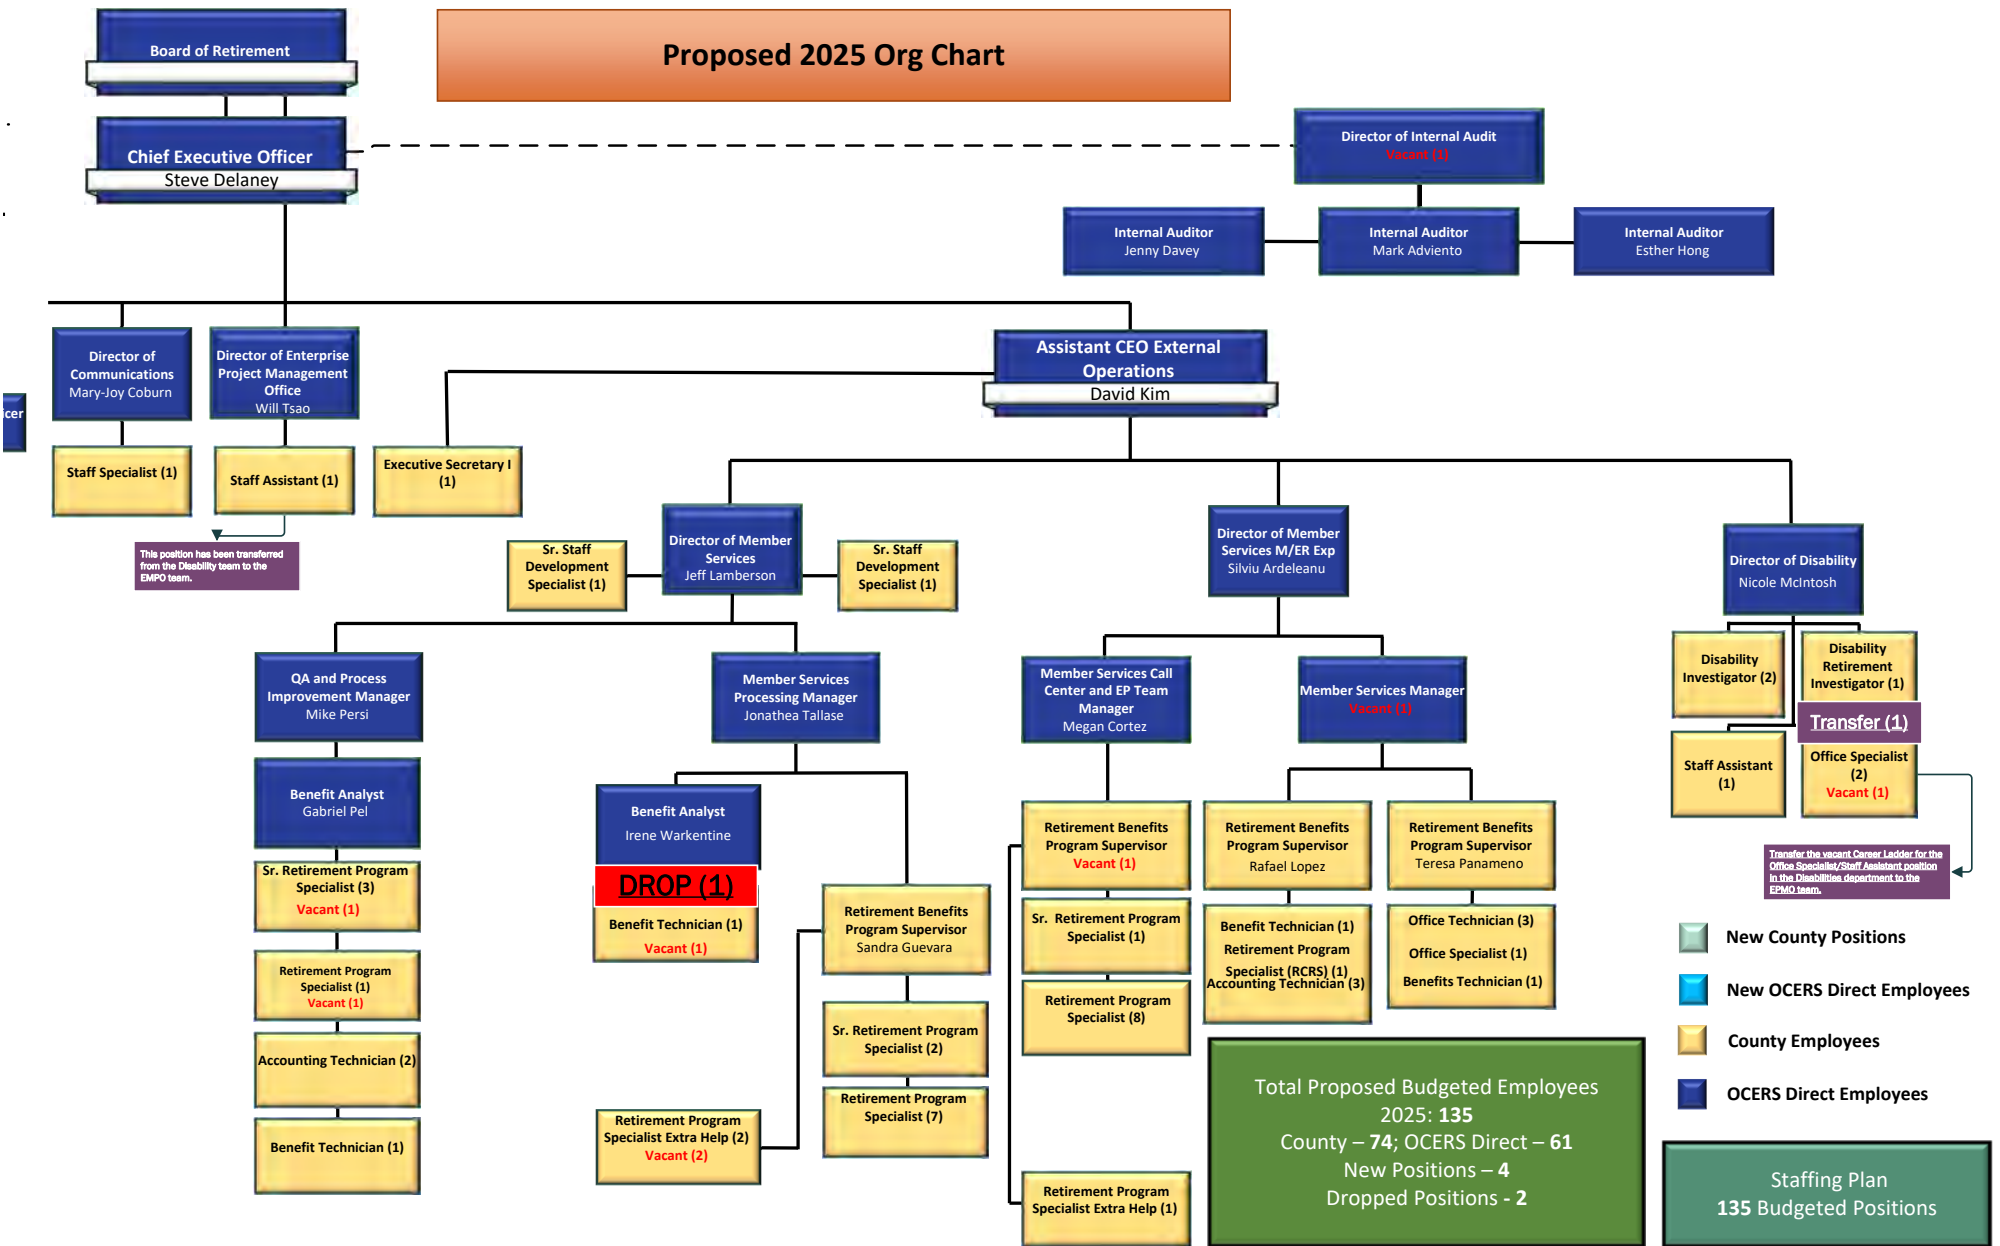 Proposed 2025 Org Chart
Board of Retirement
Chief Executive Officer
Steve Delaney
Director of Internal Audit
Vacant (1)
Internal Auditor
Jenny Davey
Internal Auditor
Mark Adviento
Internal Auditor
Esther Hong
icer
Director of
Communications
Mary-Joy Coburn
Director of Enterprise
Project Management
Office
Will Tsao
Assistant CEO External
Operations
David Kim
Staff Specialist (1)
Staff Assistant (1)
Executive Secretary I
(1)
This position has been transferred
from the Disability team to the
EMPO team.
Sr. Staff
Development
Specialist (1)
Director of Member
Services
Jeff Lamberson
Sr. Staff
Development
Specialist (1)
Director of Member
Services M/ER Exp
Silviu Ardeleanu
Director of Disability
Nicole McIntosh
QA and Process
Improvement Manager
Mike Persi
Member Services
Processing Manager
Jonathea Tallase
Member Services Call
Center and EP Team
Manager
Megan Cortez
Member Services Manager
Vacant (1)
Disability
Investigator (2)
Disability
Retirement
Investigator (1)
Transfer (1)
Staff Assistant
(1)
Office Specialist
(2)
Vacant (1)
Transfer the vacant Career Ladder for the
Office Specialist/Staff Assistant position
in the Disabilities department to the
EPMO team.
Benefit Analyst
Gabriel Pel
Sr. Retirement Program
Specialist (3)
Vacant (1)
Retirement Program
Specialist (1)
Vacant (1)
Accounting Technician (2)
Benefit Technician (1)
Benefit Analyst
Irene Warkentine
DROP (1)
Benefit Technician (1)
Vacant (1)
Retirement Benefits
Program Supervisor
Sandra Guevara
Sr. Retirement Program
Specialist (2)
Retirement Program
Specialist (7)
Retirement Program
Specialist Extra Help (2)
Vacant (2)
Retirement Benefits
Program Supervisor
Vacant (1)
Sr. Retirement Program
Specialist (1)
Retirement Program
Specialist (8)
Retirement Program
Specialist Extra Help (1)
Retirement Benefits
Program Supervisor
Rafael Lopez
Benefit Technician (1)
Retirement Program
Specialist (RCRS) (1)
Accounting Technician (3)
Retirement Benefits
Program Supervisor
Teresa Panameno
Office Technician (3)
Office Specialist (1)
Benefits Technician (1)
New County Positions
New OCERS Direct Employees
County Employees
OCERS Direct Employees
Total Proposed Budgeted Employees
2025: 135
County – 74; OCERS Direct – 61
New Positions – 4
Dropped Positions - 2
Staffing Plan
135 Budgeted Positions